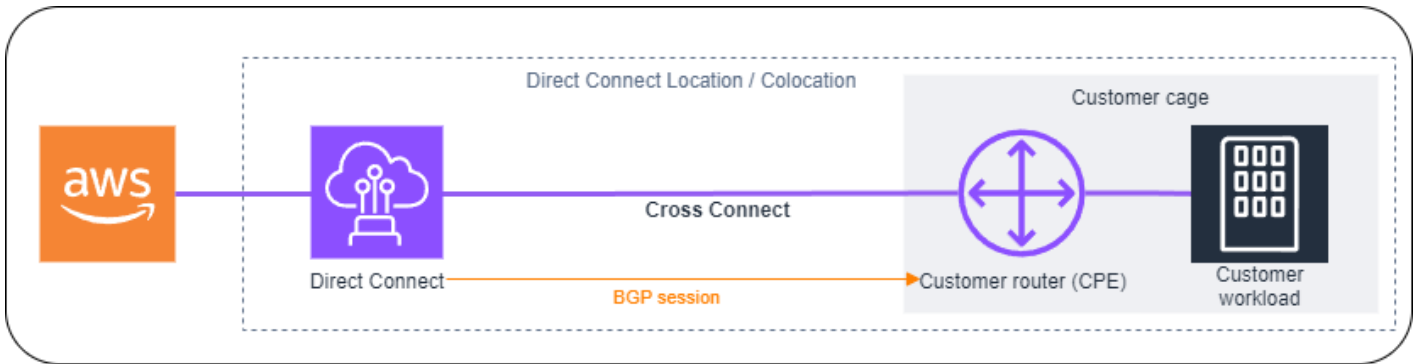 Direct Connect Location / Colocation
Customer cage
aws
Cross Connect
Direct Connect
BGP session
Customer router (CPE)
Customer
workload